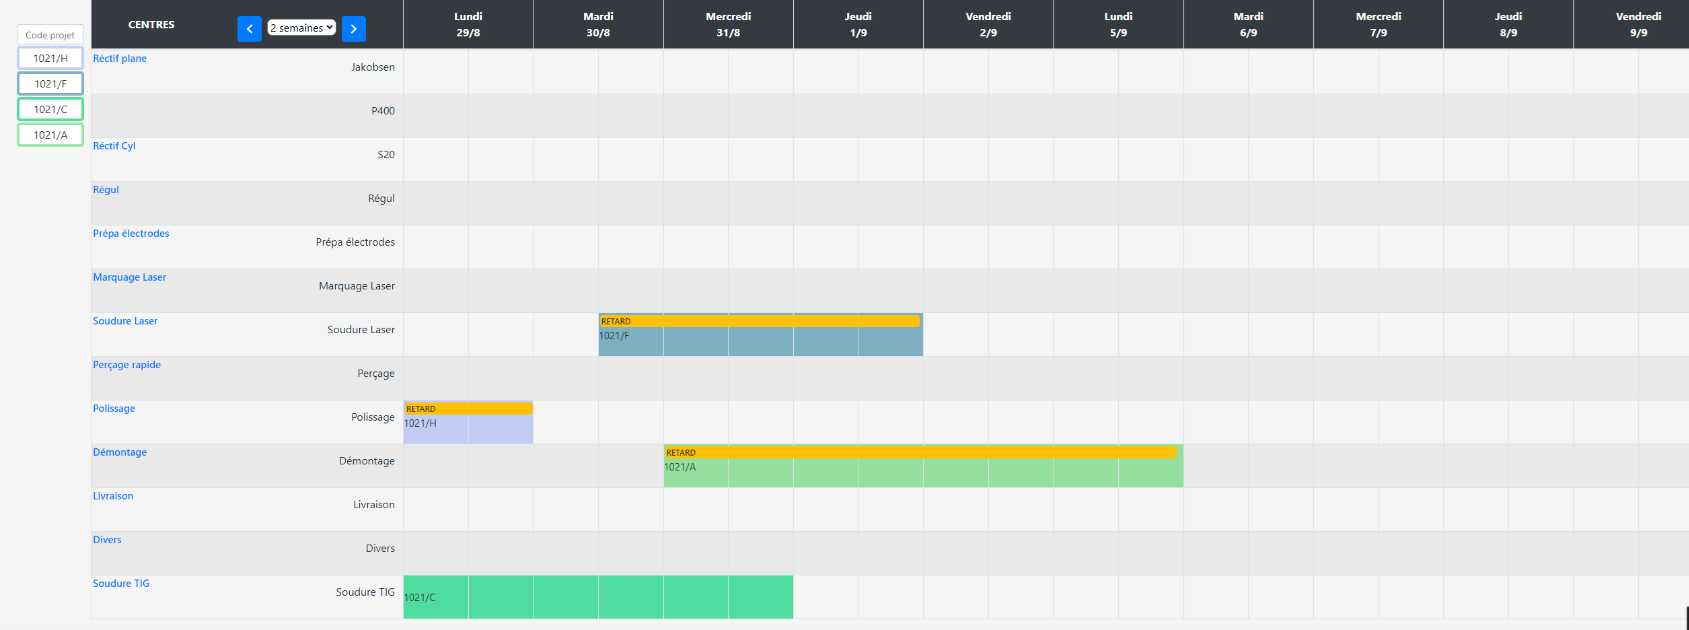 CENTRES
2 semaines
Lundi
29/8
Mardi
30/8
Mercredi
31/8
Jeudi
1/9
Vendredi
2/9
Lundi
5/9
Mardi
6/9
Mercredi
7/9
Jeudi
8/9
Vendredi
9/9
Code projet
1021/H
1021/F
1021/C
1021/A
Réctif plane
Jakobsen
P400
Réctif Cyl
S20
Régul
Régul
Prépa électrodes
Prépa électrodes
Marquage Laser
Marquage Laser
Soudure Laser
Soudure Laser
RETARD
1021/F
Perçage rapide
Perçage
Polissage
Polissage
RETARD
1021/H
Démontage
Démontage
RETARD
1021/A
Livraison
Livraison
Divers
Divers
Soudure TIG
Soudure TIG
1021/C